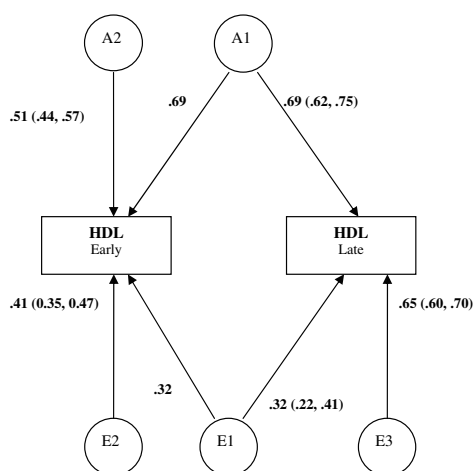 A2
A1
.51 (.44, .57)
.69
.69 (.62, .75)
HDL
Early
HDL
Late
.41 (0.35, 0.47)
.65 (.60, .70)
.32
.32 (.22, .41)
E2
E1
E3